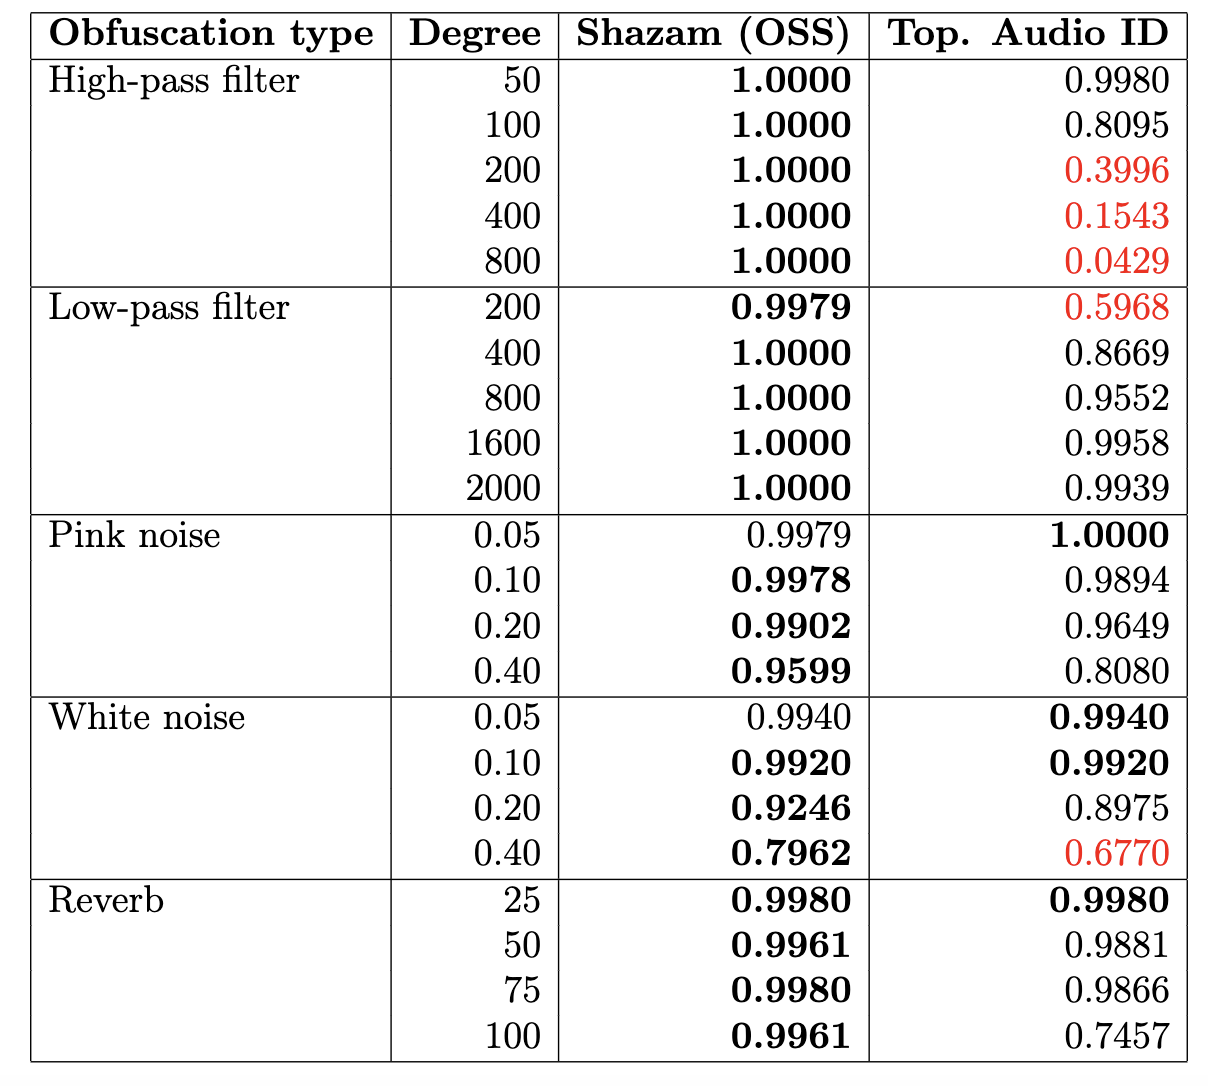 Obfuscation type Degree Shazam (OSS) Top. Audio ID
High-pass filter 50 1.0000 0.9980
100 1.0000 0.8095
200 1.0000 0.3996
400 1.0000 0.1543
800 1.0000 0.0429
Low-pass filter 200 0.9979 0.5968
400 1.0000 0.8669
800 1.0000 0.9552
1600 1.0000 0.9958
2000 1.0000 0.9939
Pink noise 0.05 0.9979 1.0000
0.10 0.9978 0.9894
0.20 0.9902 0.9649
0.40 0.9599 0.8080
White noise 0.05 0.9940 0.9940
0.10 0.9920 0.9920
0.20 0.9246 0.8975
0.40 0.7962 0.6770
Reverb 25 0.9980 0.9980
50 0.9961 0.9881
75 0.9980 0.9866
100 0.9961 0.7457